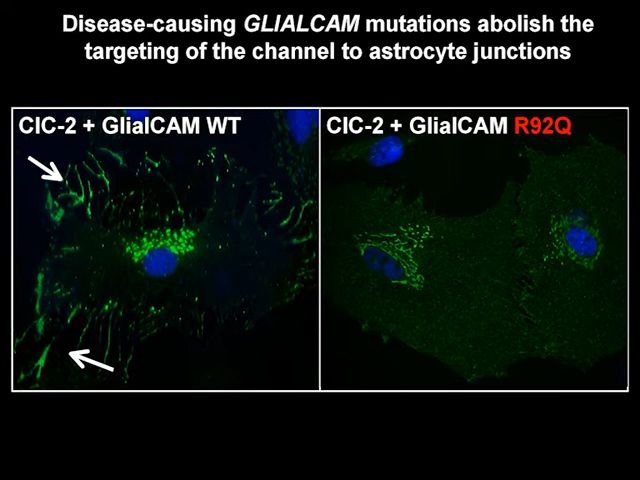 Disease-causing GLIALCAM mutations abolish the
targeting of the channel to astrocyte junctions
ClC-2 + GlialCAM WT
ClC-2 + GlialCAM R92Q